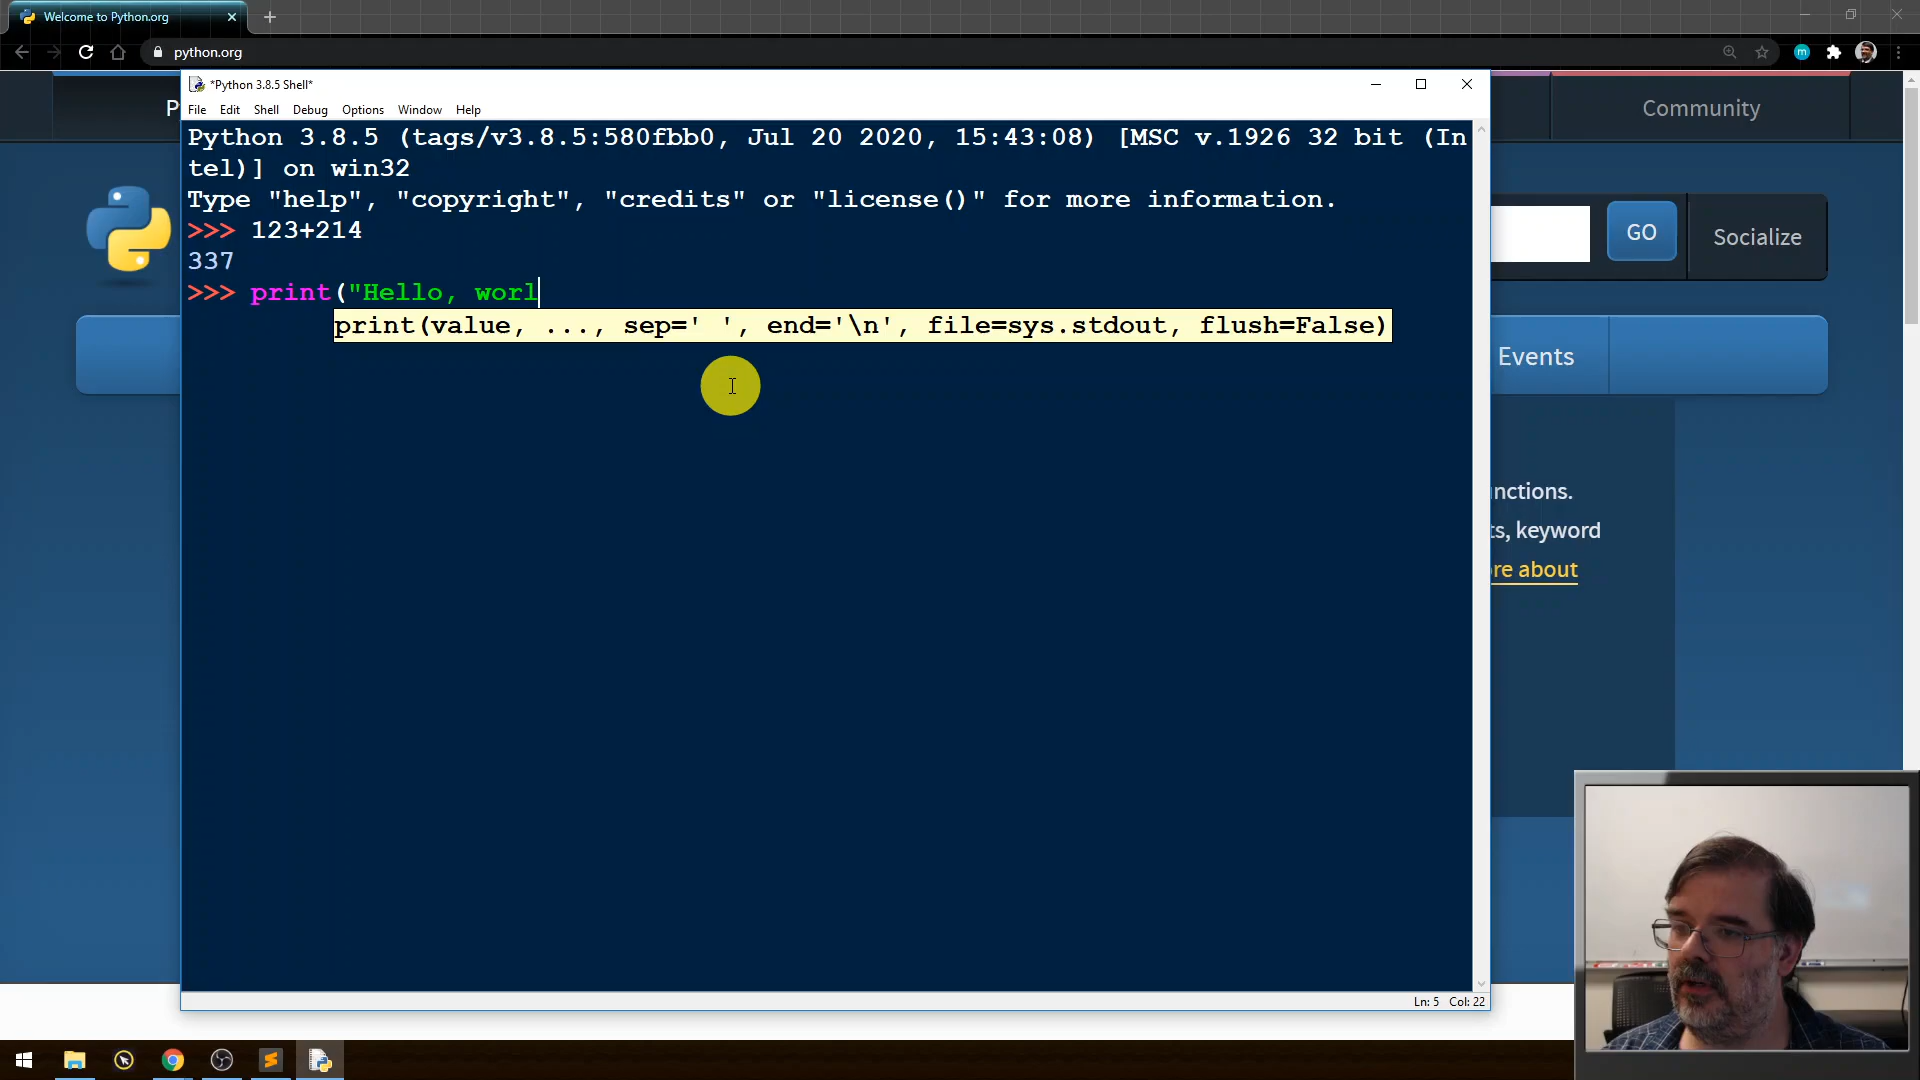 Welcome to Python.org
python.org
*Python 3.8.5 Shell*
File Edit Shell Debug Options Window Help
P
Community
Python 3.8.5 (tags/v3.8.5:580fbb0, Jul 20 2020, 15:43:08) [MSC v.1926 32 bit (In
tel)] on win32
Type "help", "copyright", "credits" or "license()" for more information.
>>> 123+214
337
>>> print("Hello, worl
print(value, ..., sep=' ', end='\n', file=sys.stdout, flush=False)
GO
Socialize
Events
nctions.
ts, keyword
re about
Ln: 5 Col: 22
m